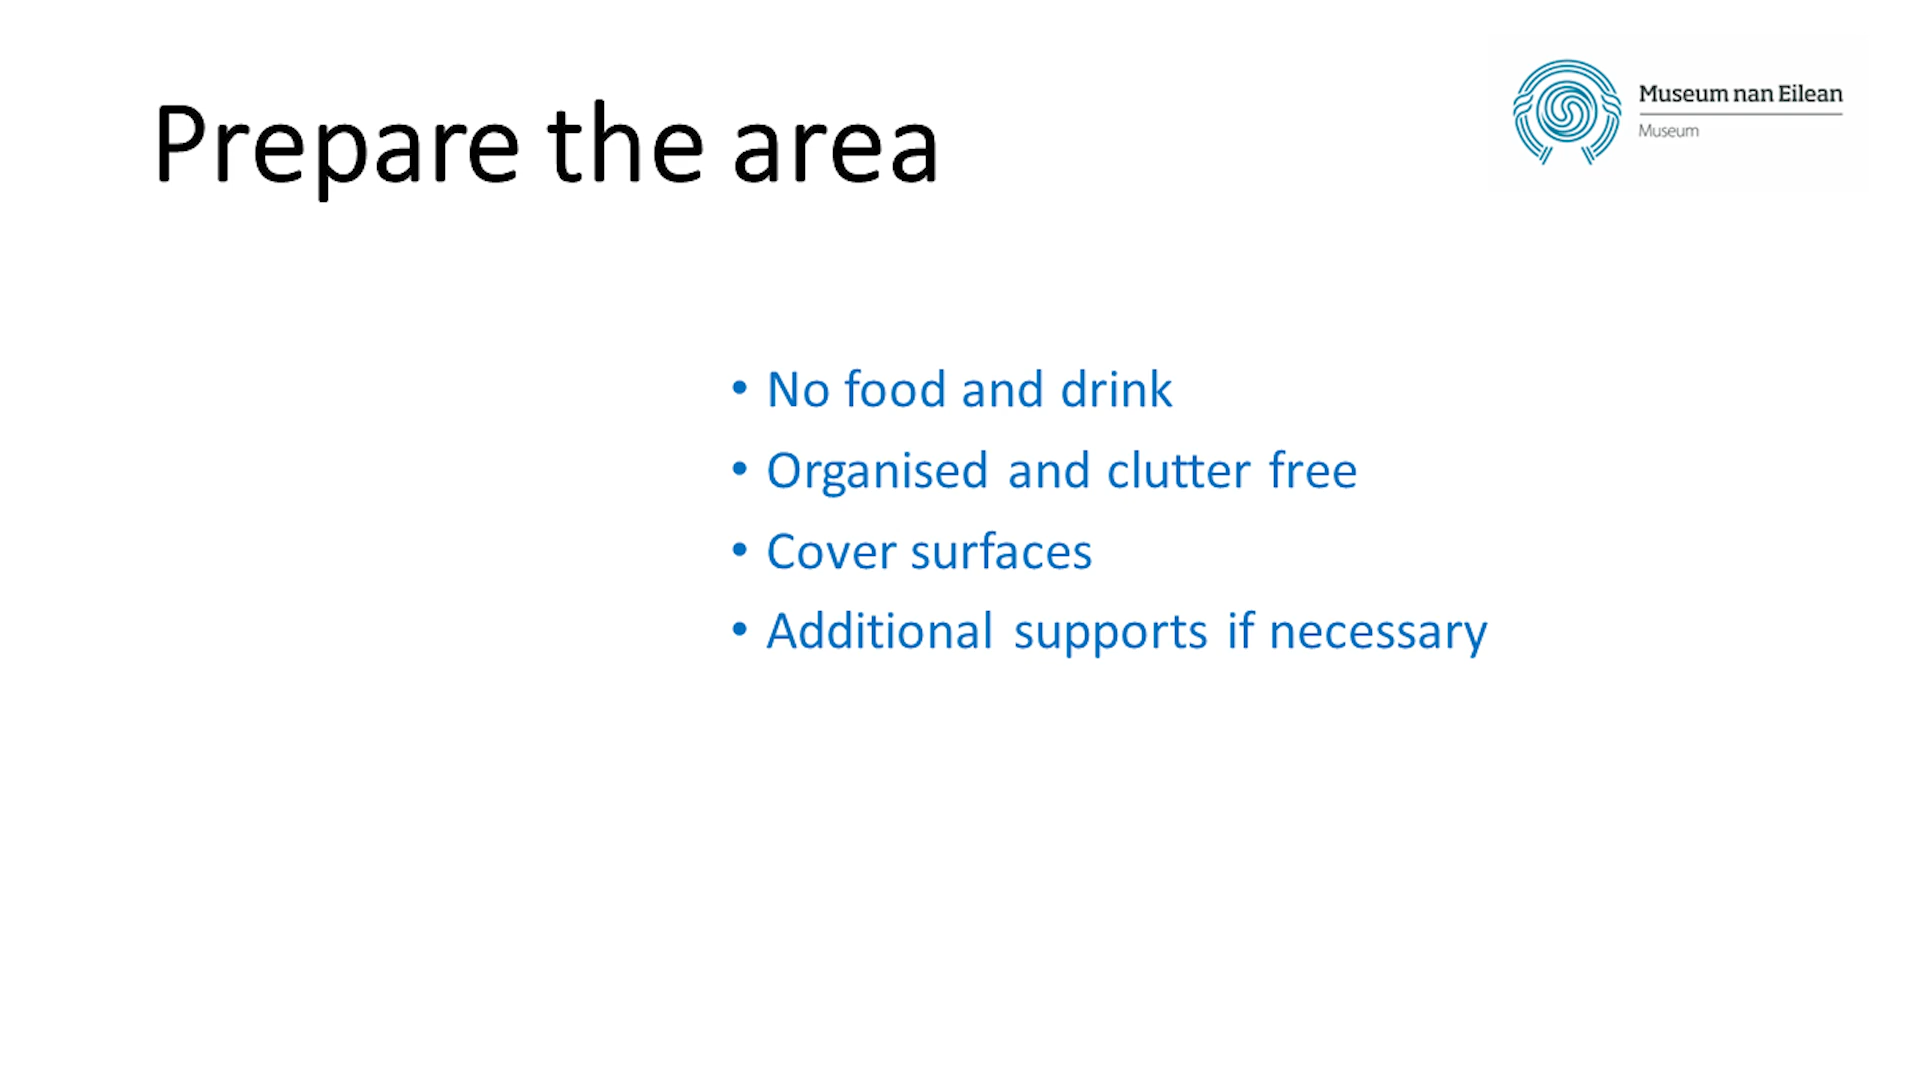 Prepare the area
Museum nan Eilean
Museum
• No food and drink
• Organised and clutter free
• Cover surfaces
• Additional supports if necessary